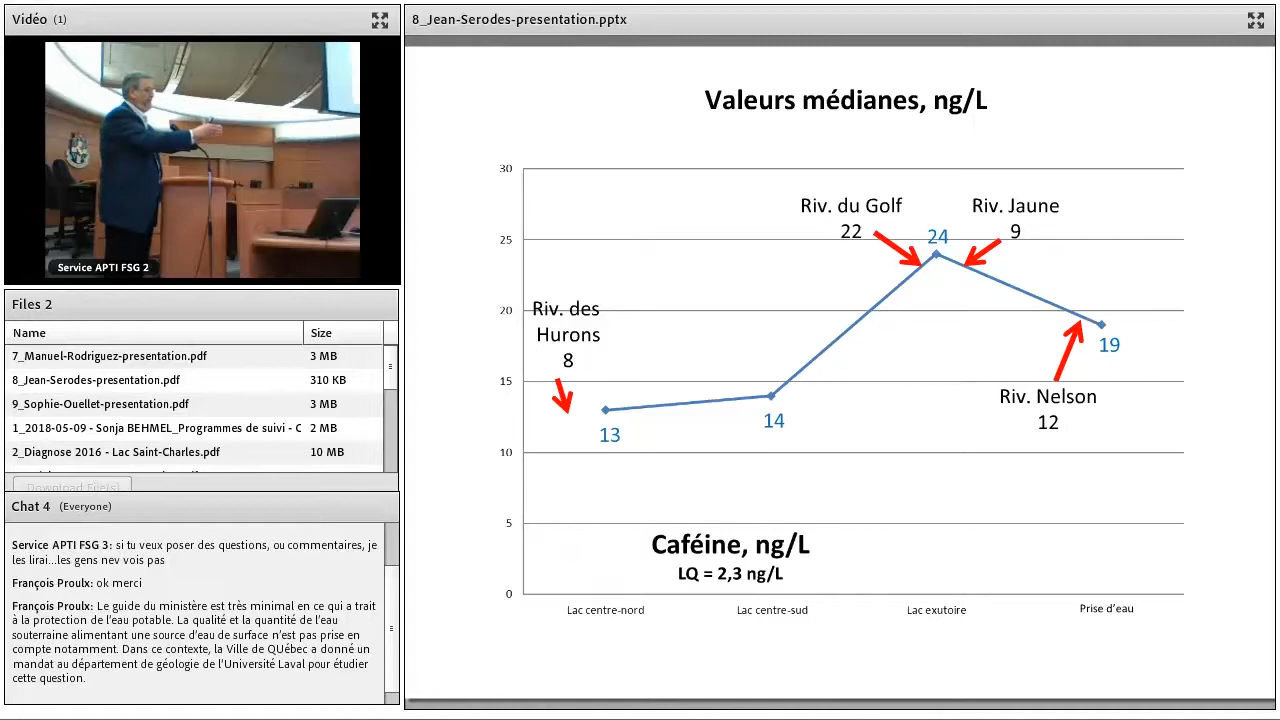 Vidéo (1)
Service APTI FSG 2
Files 2
Name Size
7_Manuel-Rodriguez-presentation.pdf 3 MB
8_Jean-Serodes-presentation.pdf 310 KB
9_Sophie-Ouellet-presentation.pdf 3 MB
1_2018-05-09 - Sonja BEHMEL_Programmes de suivi - C 2 MB
2_Diagnose 2016 - Lac Saint-Charles.pdf 10 MB
Download File(s)
Chat 4 (Everyone)
Service APTI FSG 3: si tu veux poser des questions, ou commentaires, je
les lirai...les gens nev vois pas
François Proulx: ok merci
François Proulx: Le guide du ministère est très minimal en ce qui a trait
à la protection de l'eau potable. La qualité et la quantité de l'eau
souterraine alimentant une source d'eau de surface n'est pas prise en
compte notamment. Dans ce contexte, la Ville de QUébec a donné un
mandat au département de géologie de l'Université Laval pour étudier
cette question.
8_Jean-Serodes-presentation.pptx
Valeurs médianes, ng/L
30
25
20
15
10
5
0
Riv. des
Hurons
8
Riv. du Golf
22
Riv. Jaune
9
Riv. Nelson
12
13
14
24
19
Caféine, ng/L
LQ = 2,3 ng/L
Lac centre-nord
Lac centre-sud
Lac exutoire
Prise d'eau